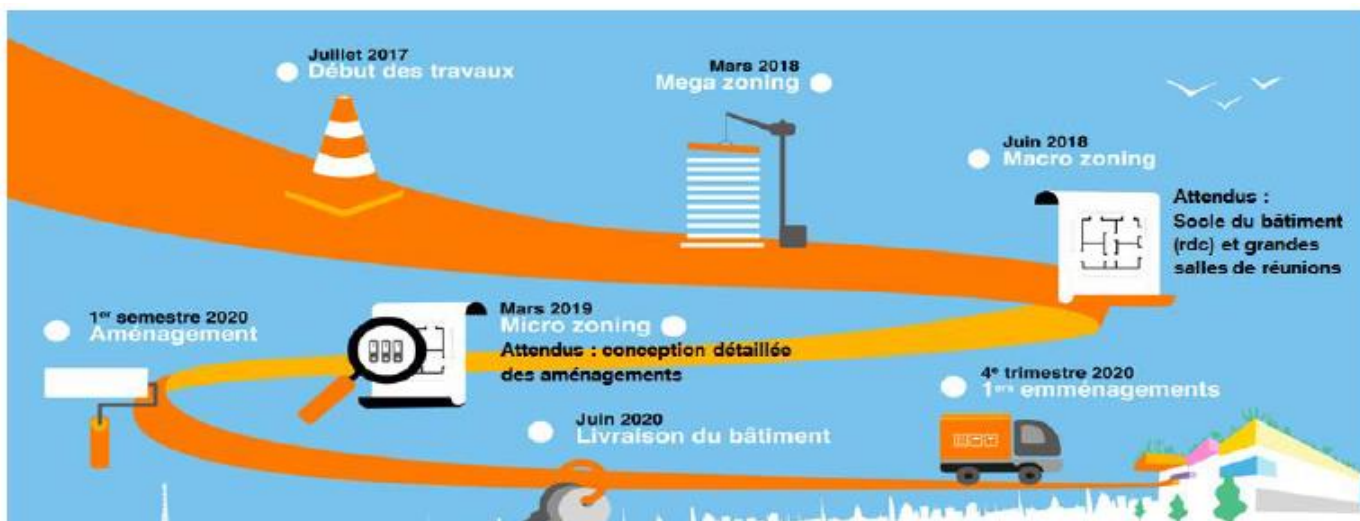 Juillet 2017
Début des travaux
Mars 2018
Mega zoning
Juin 2018
Macro zoning
Attendus :
Socle du bâtiment
(rdc) et grandes
salles de réunions
Mars 2019
Micro zoning
Attendus : conception détaillée
des aménagements
1er semestre 2020
Aménagement
Juin 2020
Livraison du bâtiment
4e trimestre 2020
1ers emménagements